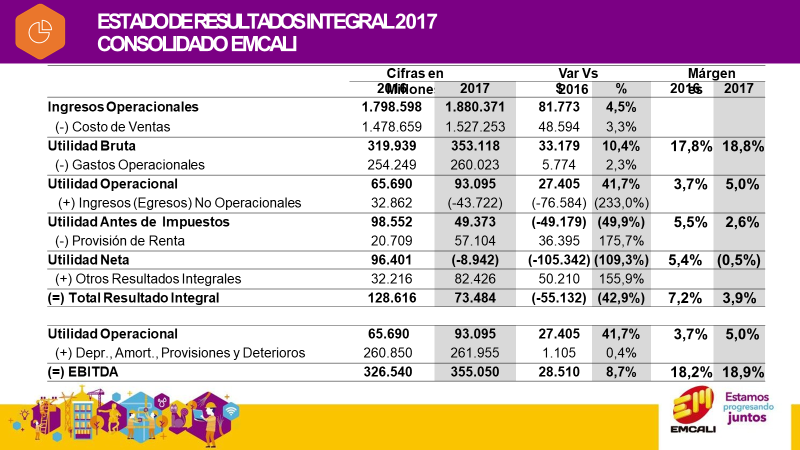 ESTADO DE RESULTADOS INTEGRAL 2017
CONSOLIDADO EMCALI
Cifras en Millones Var Vs 2016 Márgenes
2016 2017 $ % 2016 2017
Ingresos Operacionales 1.798.598 1.880.371 81.773 4,5%
(-) Costo de Ventas 1.478.659 1.527.253 48.594 3,3%
Utilidad Bruta 319.939 353.118 33.179 10,4% 17,8% 18,8%
(-) Gastos Operacionales 254.249 260.023 5.774 2,3%
Utilidad Operacional 65.690 93.095 27.405 41,7% 3,7% 5,0%
(+) Ingresos (Egresos) No Operacionales 32.862 (-43.722) (-76.584) (233,0%)
Utilidad Antes de Impuestos 98.552 49.373 (-49.179) (49,9%) 5,5% 2,6%
(-) Provisión de Renta 20.709 57.104 36.395 175,7%
Utilidad Neta 96.401 (-8.942) (-105.342) (109,3%) 5,4% (0,5%)
(+) Otros Resultados Integrales 32.216 82.426 50.210 155,9%
(=) Total Resultado Integral 128.616 73.484 (-55.132) (42,9%) 7,2% 3,9%
Utilidad Operacional 65.690 93.095 27.405 41,7% 3,7% 5,0%
(+) Depr., Amort., Provisiones y Deterioros 260.850 261.955 1.105 0,4%
(=) EBITDA 326.540 355.050 28.510 8,7% 18,2% 18,9%
EM
EMCALI
Estamos
progresando
juntos